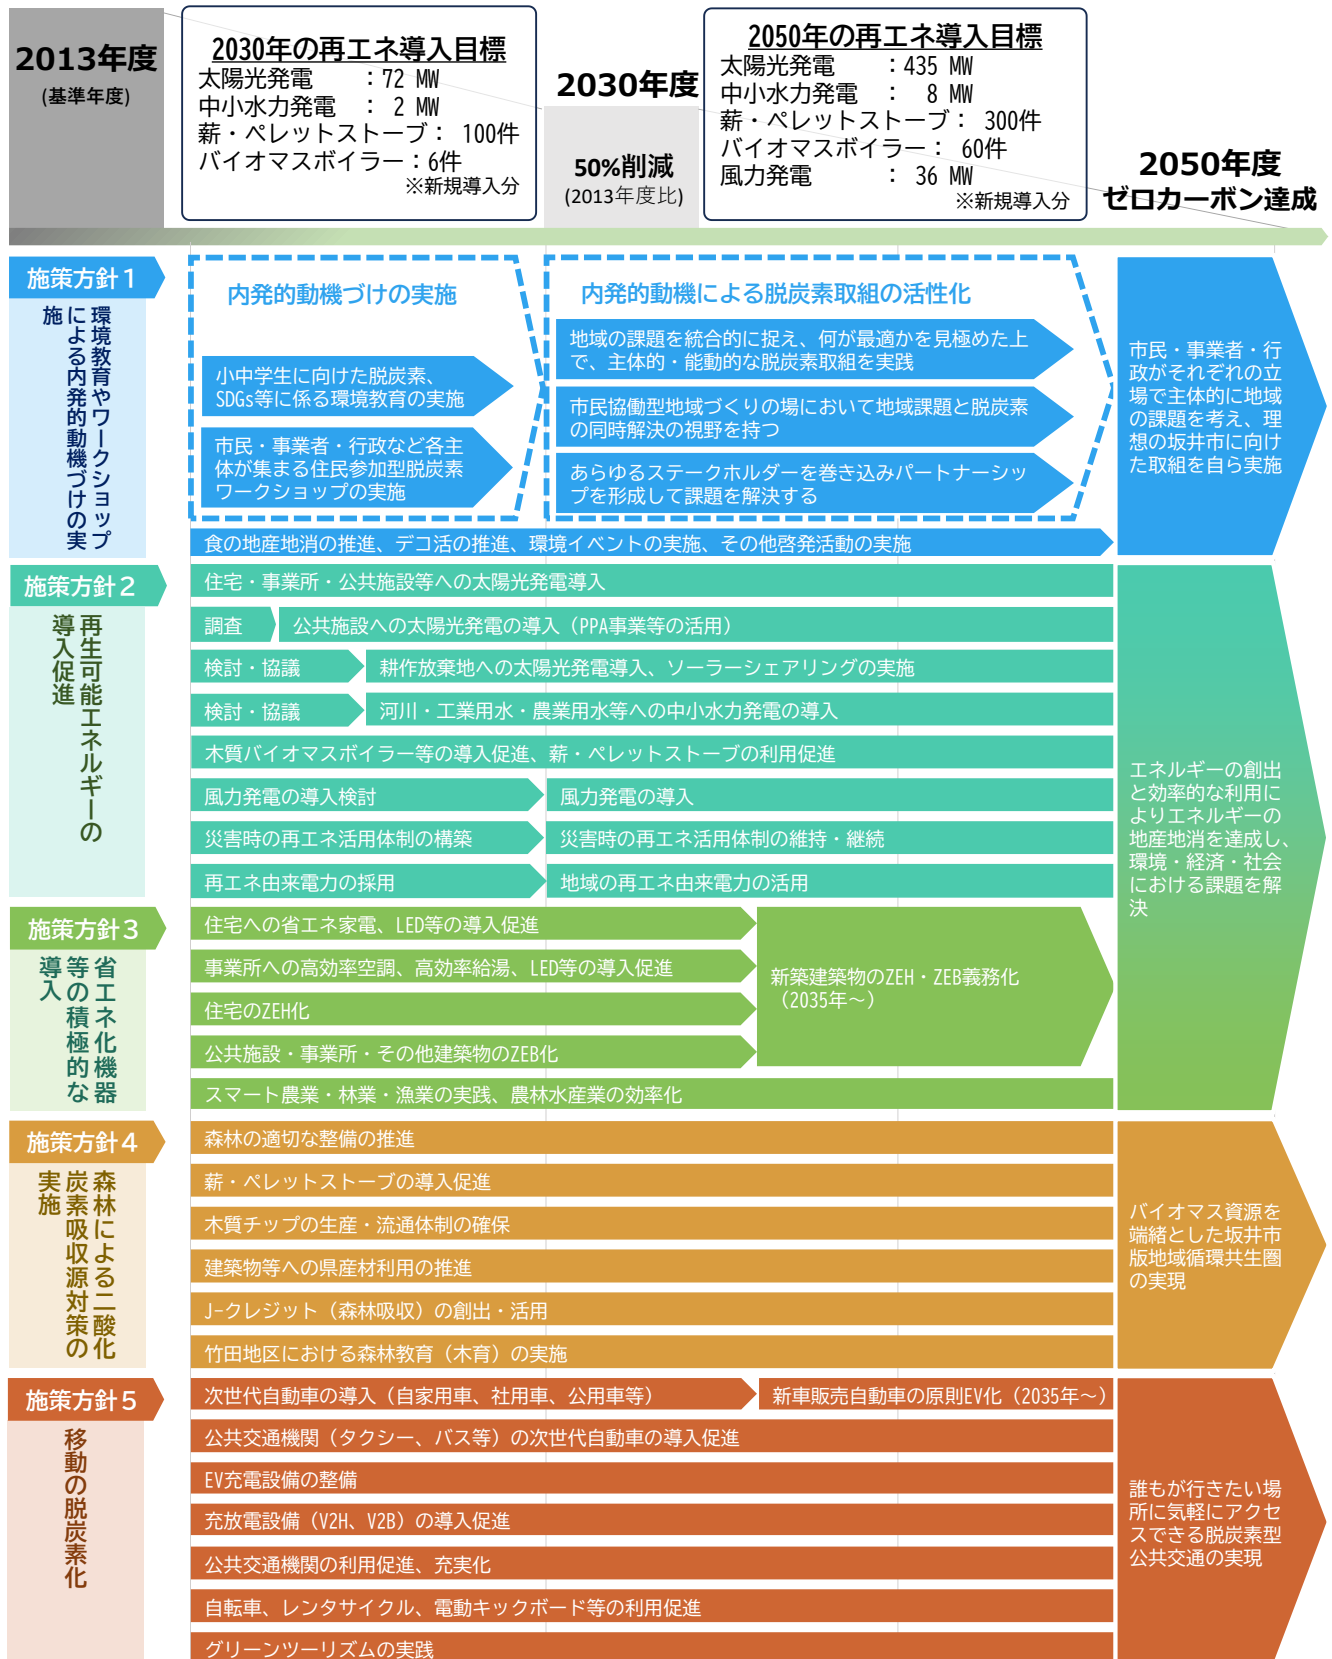 2013年度
(基準年度)
2030年の再エネ導入目標
太陽光発電　　：72 MW
中小水力発電　： 2 MW
薪・ペレットストーブ： 100件
バイオマスボイラー：6件
※新規導入分
2030年度
50%削減
(2013年度比)
2050年の再エネ導入目標
太陽光発電　　：435 MW
中小水力発電　：　8 MW
薪・ペレットストーブ： 300件
バイオマスボイラー： 60件
風力発電　　　： 36 MW
※新規導入分
2050年度
ゼロカーボン達成
施策方針１
環境教育やワークショップ
による内発的動機づけの実
施
内発的動機づけの実施
小中学生に向けた脱炭素、
SDGs等に係る環境教育の実施
市民・事業者・行政など各主
体が集まる住民参加型脱炭素
ワークショップの実施
内発的動機による脱炭素取組の活性化
地域の課題を統合的に捉え、何が最適かを見極めた上
で、主体的・能動的な脱炭素取組を実践
市民協働型地域づくりの場において地域課題と脱炭素
の同時解決の視野を持つ
あらゆるステークホルダーを巻き込みパートナーシッ
プを形成して課題を解決する
食の地産地消の推進、デコ活の推進、環境イベントの実施、その他啓発活動の実施
市民・事業者・行
政がそれぞれの立
場で主体的に地域
の課題を考え、理
想の坂井市に向け
た取組を自ら実施
施策方針２
再生可能エネルギーの
導入促進
住宅・事業所・公共施設等への太陽光発電導入
調査
公共施設への太陽光発電の導入（PPA事業等の活用）
検討・協議
耕作放棄地への太陽光発電導入、ソーラーシェアリングの実施
検討・協議
河川・工業用水・農業用水等への中小水力発電の導入
木質バイオマスボイラー等の導入促進、薪・ペレットストーブの利用促進
風力発電の導入検討
風力発電の導入
災害時の再エネ活用体制の構築
災害時の再エネ活用体制の維持・継続
再エネ由来電力の採用
地域の再エネ由来電力の活用
エネルギーの創出
と効率的な利用に
よりエネルギーの
地産地消を達成し、
環境・経済・社会
における課題を解
決
施策方針３
省エネ化機器
等の積極的な
導入
住宅への省エネ家電、LED等の導入促進
事業所への高効率空調、高効率給湯、LED等の導入促進
住宅のZEH化
公共施設・事業所・その他建築物のZEB化
新築建築物のZEH・ZEB義務化
（2035年～）
スマート農業・林業・漁業の実践、農林水産業の効率化
施策方針４
森林による二酸化
炭素吸収源対策の
実施
森林の適切な整備の推進
薪・ペレットストーブの導入促進
木質チップの生産・流通体制の確保
建築物等への県産材利用の推進
J-クレジット（森林吸収）の創出・活用
竹田地区における森林教育（木育）の実施
バイオマス資源を
端緒とした坂井市
版地域循環共生圏
の実現
施策方針５
移動の脱炭素化
次世代自動車の導入（自家用車、社用車、公用車等）
新車販売自動車の原則EV化（2035年～）
公共交通機関（タクシー、バス等）の次世代自動車の導入促進
EV充電設備の整備
充放電設備（V2H、V2B）の導入促進
公共交通機関の利用促進、充実化
自転車、レンタサイクル、電動キックボード等の利用促進
グリーンツーリズムの実践
誰もが行きたい場
所に気軽にアクセ
スできる脱炭素型
公共交通の実現